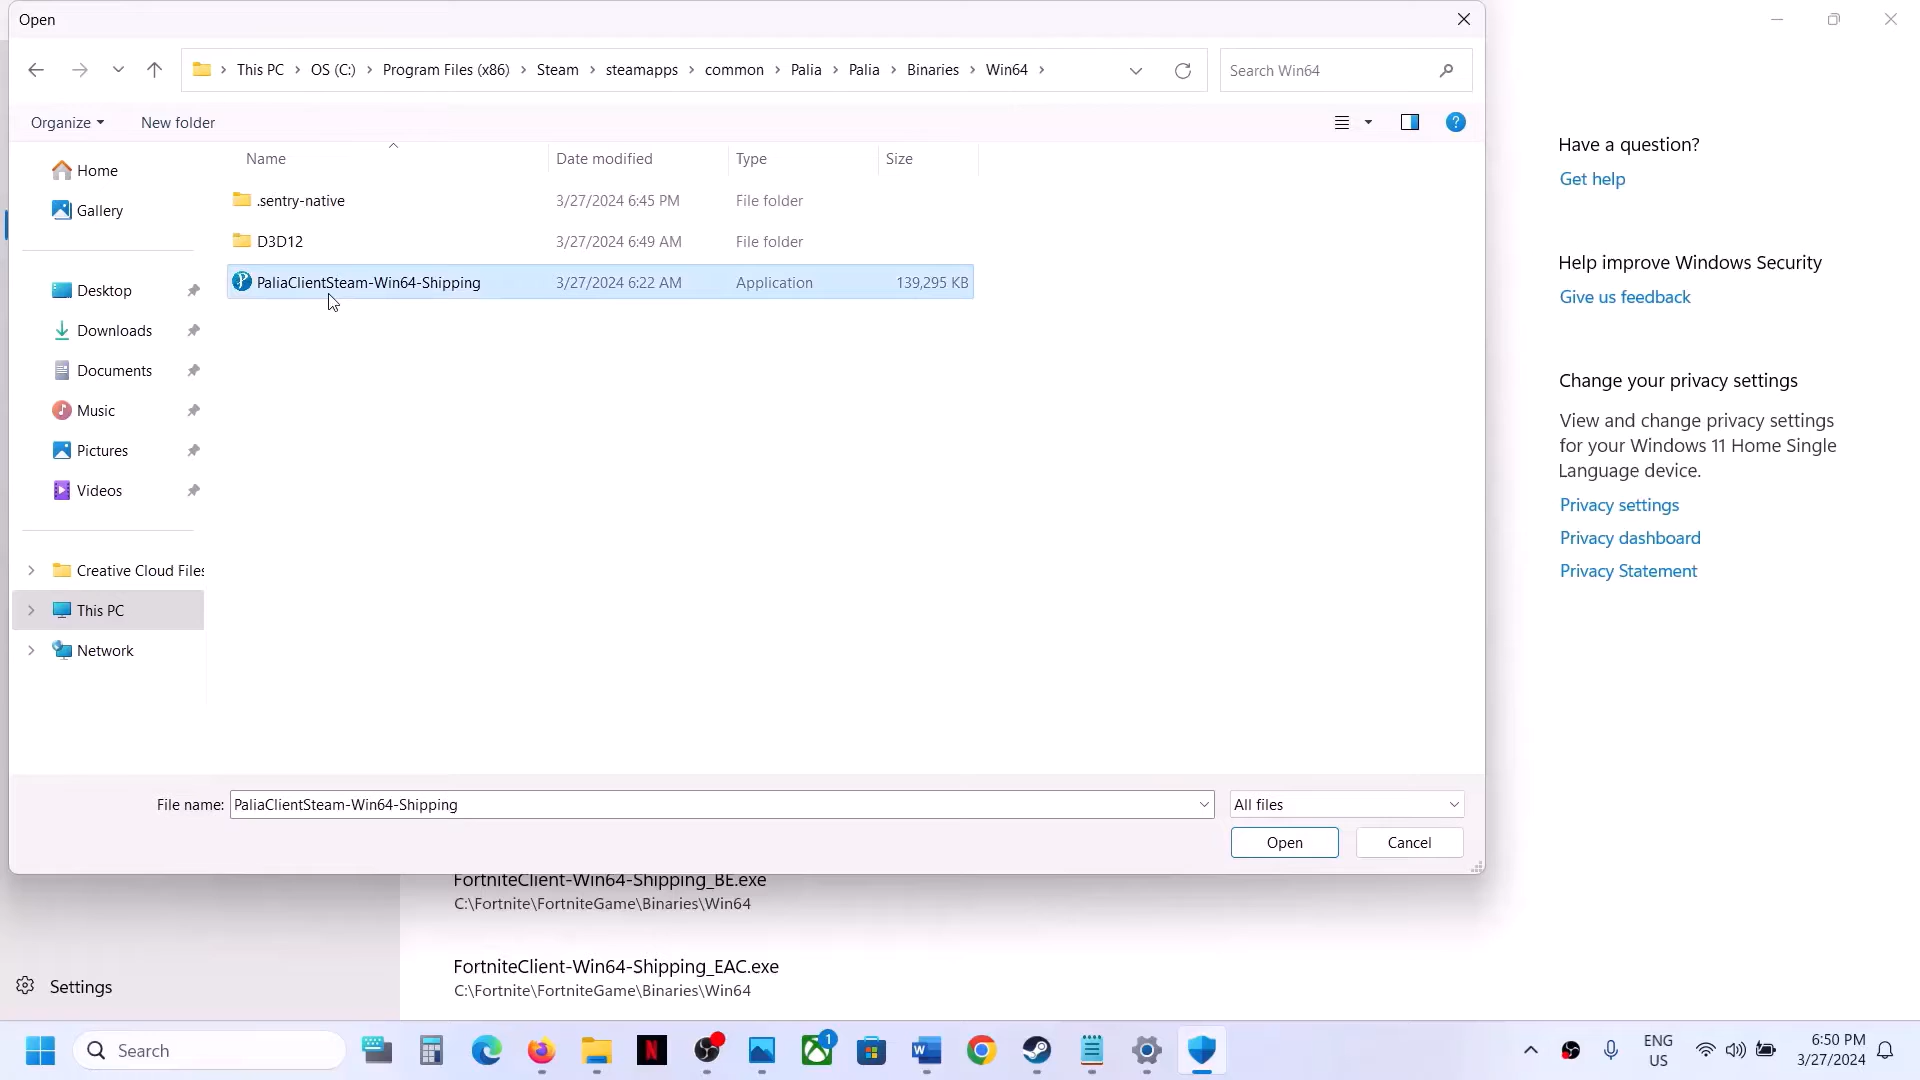 Open
This PC > OS (C:) > Program Files (x86) > Steam > steamapps > common > Palia > Palia > Binaries > Win64 >
Search Win64
Organize
New folder
Name
Date modified
Type
Size
.sentry-native
3/27/2024 6:45 PM
File folder
D3D12
3/27/2024 6:49 AM
File folder
PaliaClientSteam-Win64-Shipping
3/27/2024 6:22 AM
Application
139,295 KB
Home
Gallery
Desktop
Downloads
Documents
Music
Pictures
Videos
Creative Cloud Files
This PC
Network
File name:
PaliaClientSteam-Win64-Shipping
All files
Open
Cancel
Have a question?
Get help
Help improve Windows Security
Give us feedback
Change your privacy settings
View and change privacy settings
for your Windows 11 Home Single
Language device.
Privacy settings
Privacy dashboard
Privacy Statement
FortniteClient-Win64-Shipping_BE.exe
C:\Fortnite\FortniteGame\Binaries\Win64
FortniteClient-Win64-Shipping_EAC.exe
C:\Fortnite\FortniteGame\Binaries\Win64
Settings
Search
1
ENG
US
6:50 PM
3/27/2024